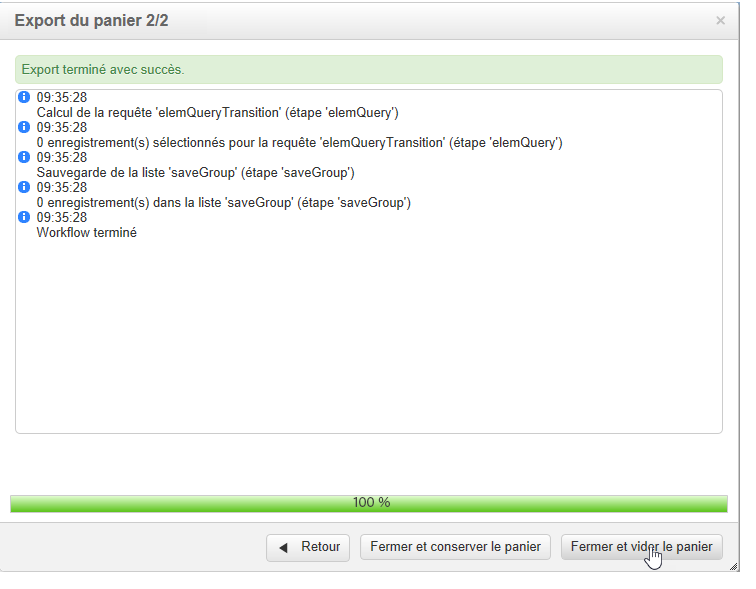 Export du panier 2/2
×
Export terminé avec succès.
09:35:28
Calcul de la requête 'elemQueryTransition' (étape 'elemQuery')
09:35:28
0 enregistrement(s) sélectionnés pour la requête 'elemQueryTransition' (étape 'elemQuery')
09:35:28
Sauvegarde de la liste 'saveGroup' (étape 'saveGroup')
09:35:28
0 enregistrement(s) dans la liste 'saveGroup' (étape 'saveGroup')
09:35:28
Workflow terminé
100 %
Retour
Fermer et conserver le panier
Fermer et vider le panier